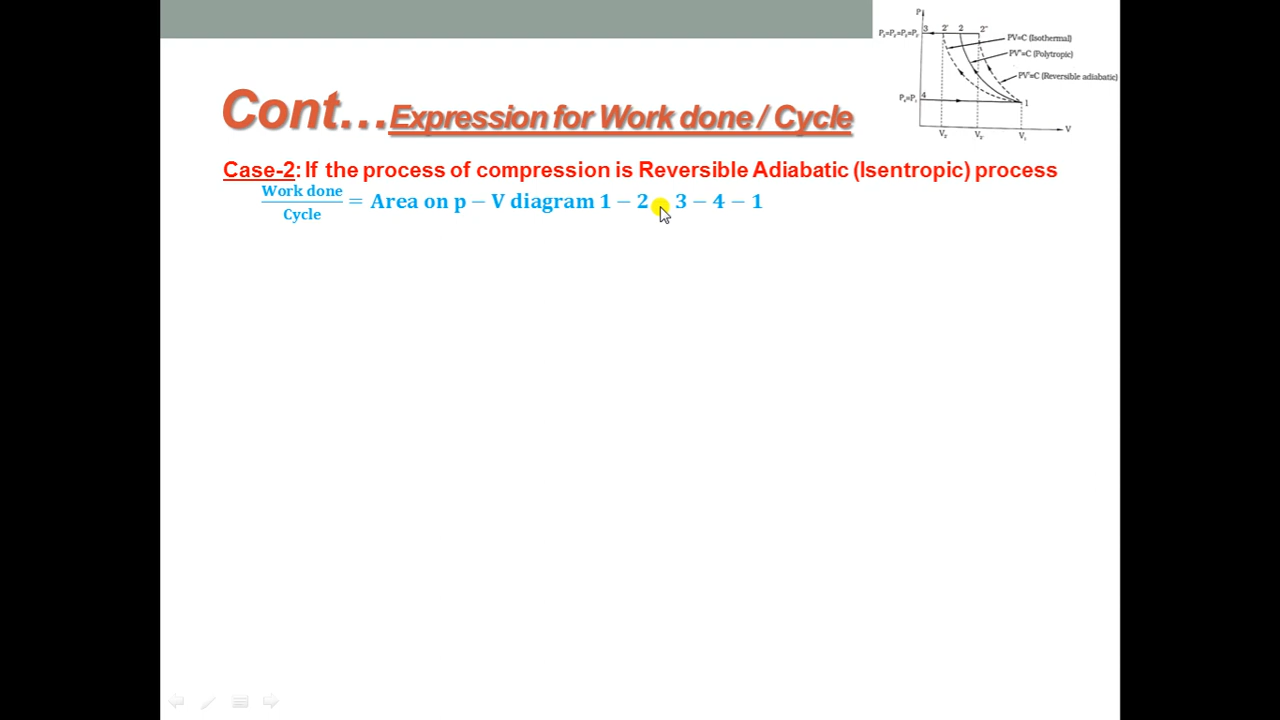 P
3 2' 2 2''
PV=C (Isothermal)
PVⁿ=C (Polytropic)
PVᵞ=C (Reversible adiabatic)
4
1
V₁
V
Cont…Expression for Work done / Cycle
Case-2: If the process of compression is Reversible Adiabatic (Isentropic) process
Work done
Cycle
= Area on p − V diagram 1 − 2 − 3 − 4 − 1